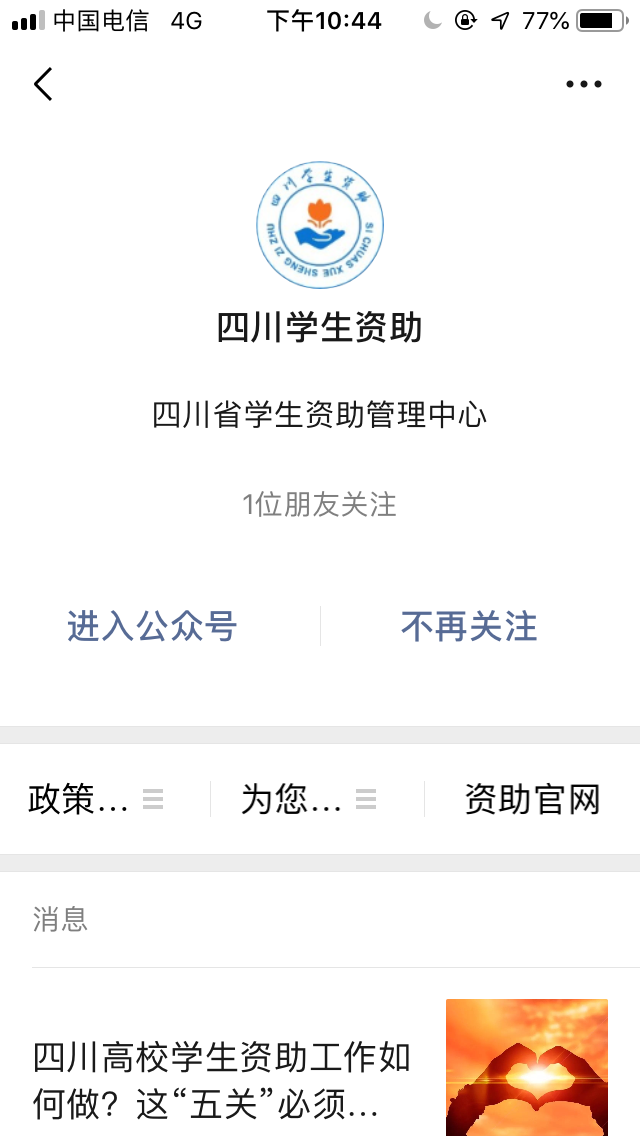 中国电信 4G 下午10:44 77%
四川学生资助
SI CHUAN XUE SHENG ZI ZHU
四川学生资助
四川省学生资助管理中心
1位朋友关注
进入公众号 不再关注
政策... 为您... 资助官网
消息
四川高校学生资助工作如
何做？这“五关”必须...